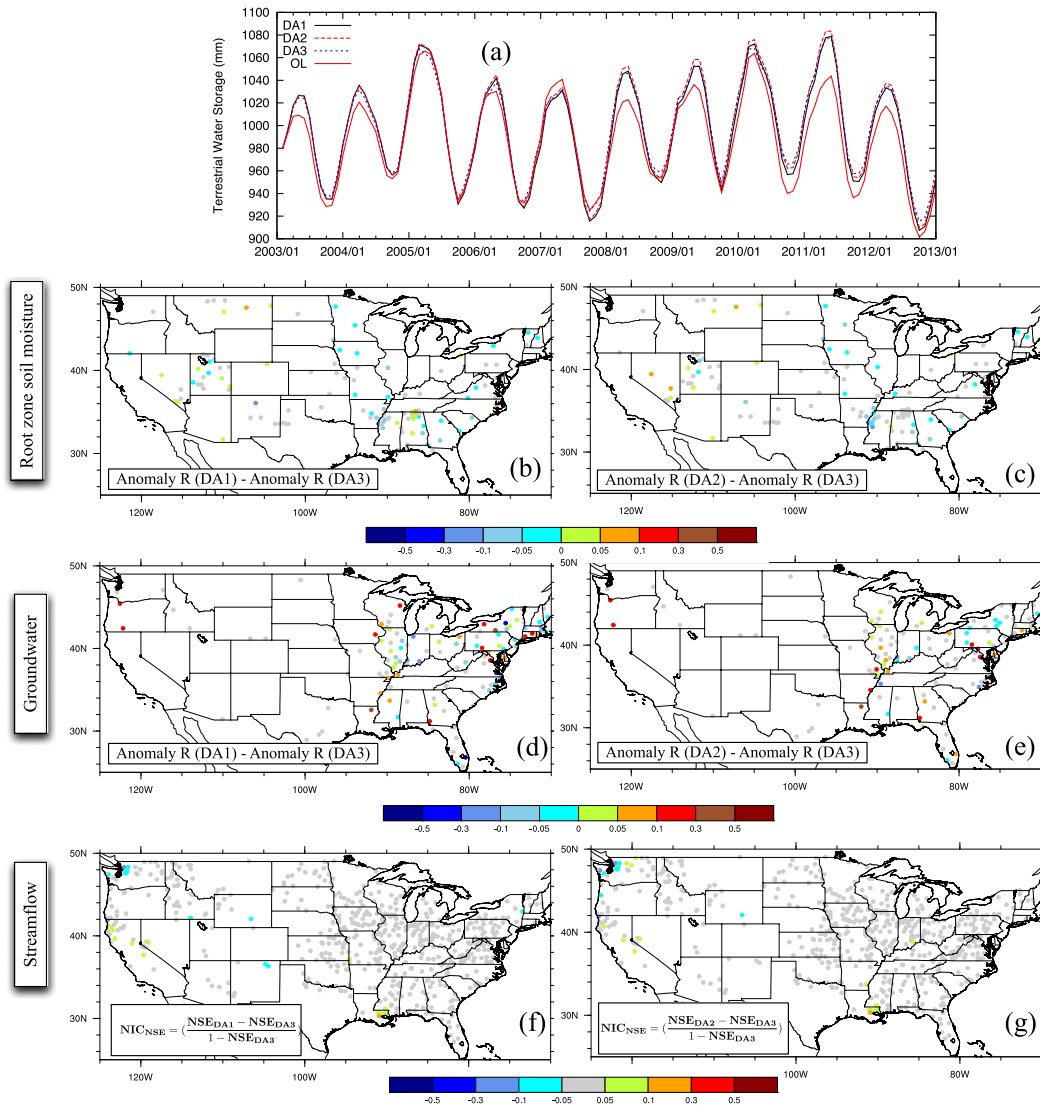 Terrestrial Water Storage (mm)
1100
1080
1060
1040
1020
1000
980
960
940
920
900
DA1
DA2
DA3
OL
(a)
2003/01 2004/01 2005/01 2006/01 2007/01 2008/01 2009/01 2010/01 2011/01 2012/01 2013/01
Root zone soil moisture
50N
40N
30N
Anomaly R (DA1) - Anomaly R (DA3)
(b)
120W 100W 80W
50N
40N
30N
Anomaly R (DA2) - Anomaly R (DA3)
(c)
120W 100W 80W
-0.5 -0.3 -0.1 -0.05 0 0.05 0.1 0.3 0.5
Groundwater
50N
40N
30N
Anomaly R (DA1) - Anomaly R (DA3)
(d)
120W 100W 80W
50N
40N
30N
Anomaly R (DA2) - Anomaly R (DA3)
(e)
120W 100W 80W
-0.5 -0.3 -0.1 -0.05 0 0.05 0.1 0.3 0.5
Streamflow
50N
40N
30N
NIC_NSE = (NSE_DA1 − NSE_DA3 / 1 − NSE_DA3)
(f)
120W 100W 80W
50N
40N
30N
NIC_NSE = (NSE_DA2 − NSE_DA3 / 1 − NSE_DA3)
(g)
120W 100W 80W
-0.5 -0.3 -0.1 -0.05 0.05 0.1 0.3 0.5